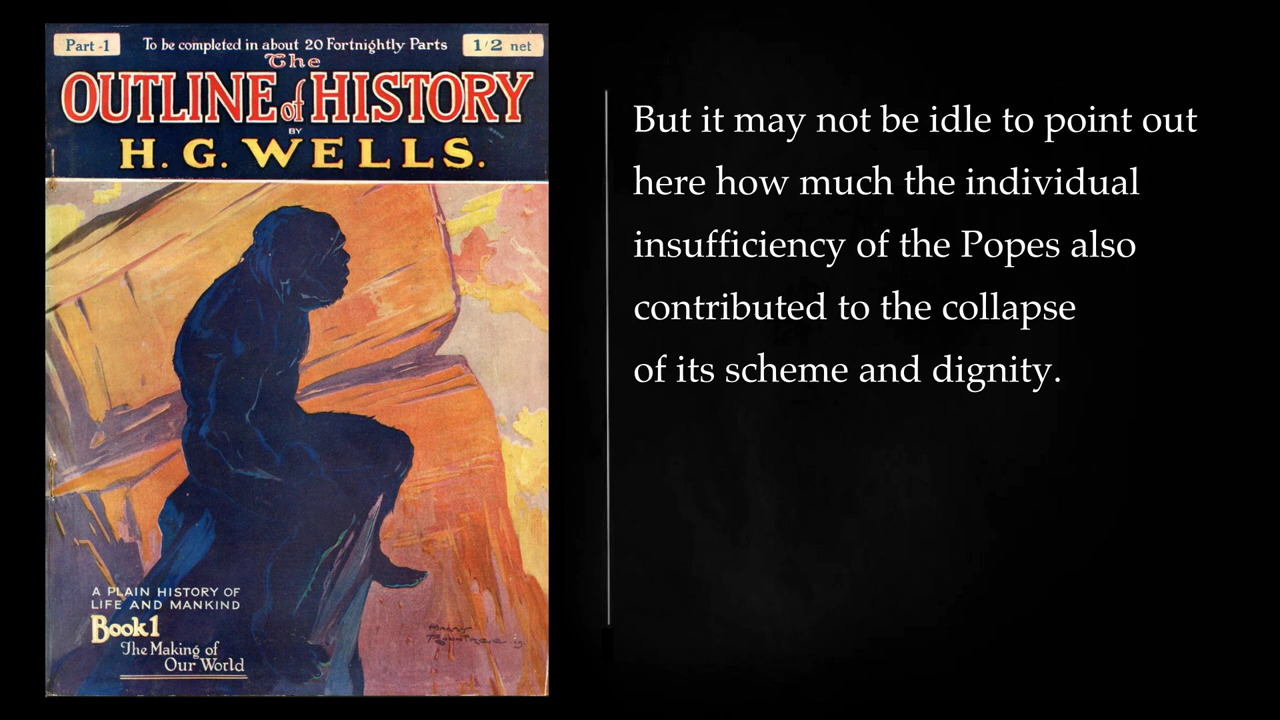 Part -1
To be completed in about 20 Fortnightly Parts
1/2 net
The
OUTLINE of HISTORY
BY
H. G. WELLS.
A PLAIN HISTORY OF
LIFE AND MANKIND
Book 1
The Making of
Our World
But it may not be idle to point out
here how much the individual
insufficiency of the Popes also
contributed to the collapse
of its scheme and dignity.